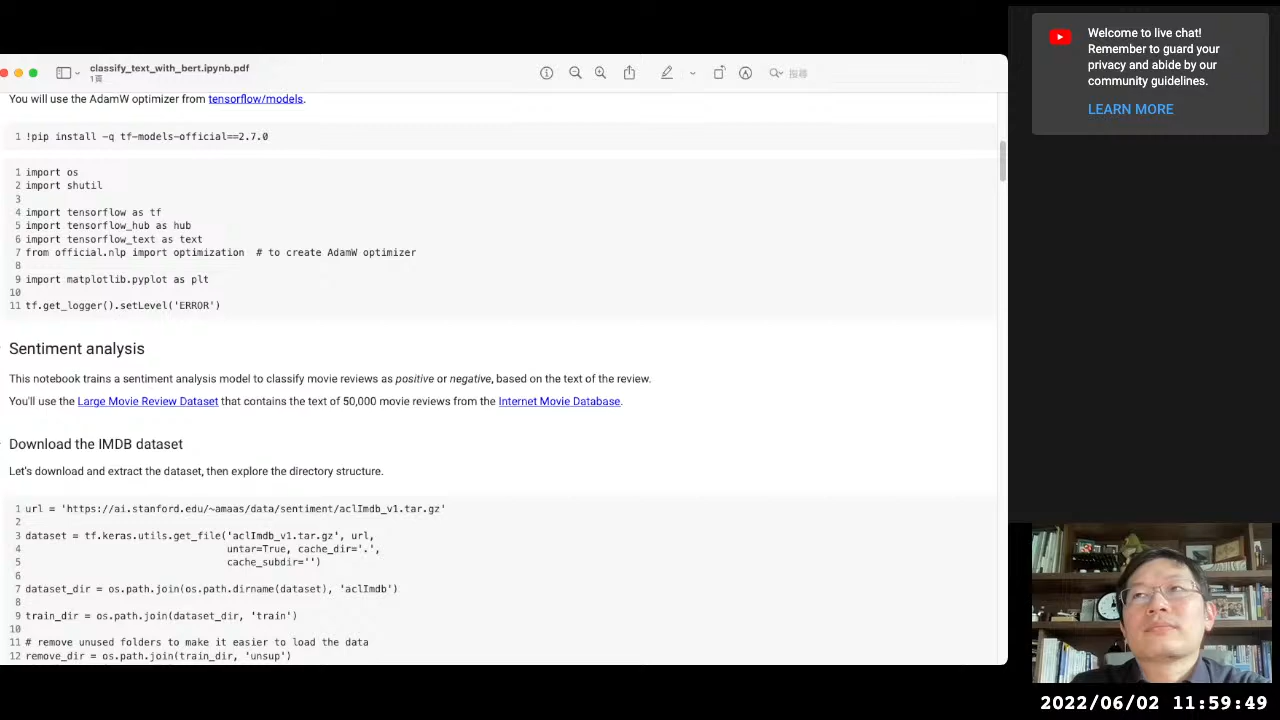 classify_text_with_bert.ipynb.pdf
1頁
搜尋
You will use the AdamW optimizer from tensorflow/models.
1 !pip install -q tf-models-official==2.7.0
1 import os
2 import shutil
3
4 import tensorflow as tf
5 import tensorflow_hub as hub
6 import tensorflow_text as text
7 from official.nlp import optimization  # to create AdamW optimizer
8
9 import matplotlib.pyplot as plt
10
11 tf.get_logger().setLevel('ERROR')
Sentiment analysis
This notebook trains a sentiment analysis model to classify movie reviews as positive or negative, based on the text of the review.
You'll use the Large Movie Review Dataset that contains the text of 50,000 movie reviews from the Internet Movie Database.
Download the IMDB dataset
Let's download and extract the dataset, then explore the directory structure.
1 url = 'https://ai.stanford.edu/~amaas/data/sentiment/aclImdb_v1.tar.gz'
2
3 dataset = tf.keras.utils.get_file('aclImdb_v1.tar.gz', url,
4                                   untar=True, cache_dir='.',
5                                   cache_subdir='')
6
7 dataset_dir = os.path.join(os.path.dirname(dataset), 'aclImdb')
8
9 train_dir = os.path.join(dataset_dir, 'train')
10
11 # remove unused folders to make it easier to load the data
12 remove_dir = os.path.join(train_dir, 'unsup')
Welcome to live chat!
Remember to guard your
privacy and abide by our
community guidelines.
LEARN MORE
2022/06/02 11:59:49